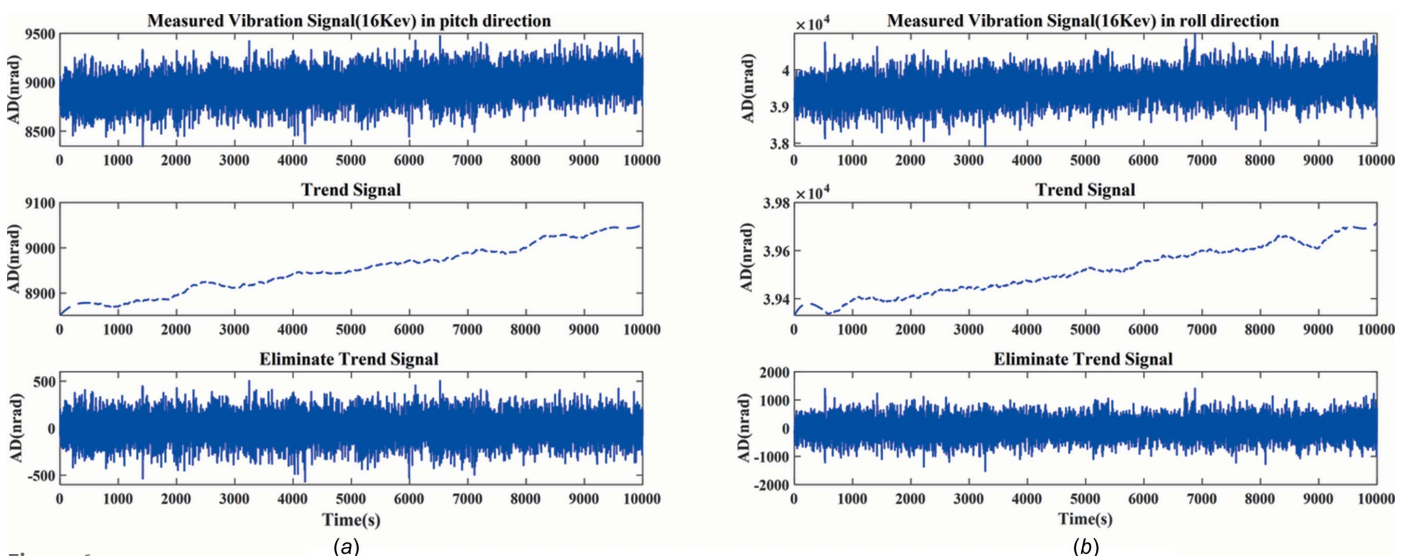 Measured Vibration Signal(16Kev) in pitch direction
9500
9000
8500
AD(nrad)
0 1000 2000 3000 4000 5000 6000 7000 8000 9000 10000
Trend Signal
9100
9000
8900
AD(nrad)
0 1000 2000 3000 4000 5000 6000 7000 8000 9000 10000
Eliminate Trend Signal
500
0
-500
AD(nrad)
0 1000 2000 3000 4000 5000 6000 7000 8000 9000 10000
Time(s)
(a)
Measured Vibration Signal(16Kev) in roll direction
×10⁴
4
3.9
3.8
AD(nrad)
0 1000 2000 3000 4000 5000 6000 7000 8000 9000 10000
Trend Signal
×10⁴
3.98
3.96
3.94
AD(nrad)
0 1000 2000 3000 4000 5000 6000 7000 8000 9000 10000
Eliminate Trend Signal
2000
1000
0
-1000
-2000
AD(nrad)
0 1000 2000 3000 4000 5000 6000 7000 8000 9000 10000
Time(s)
(b)